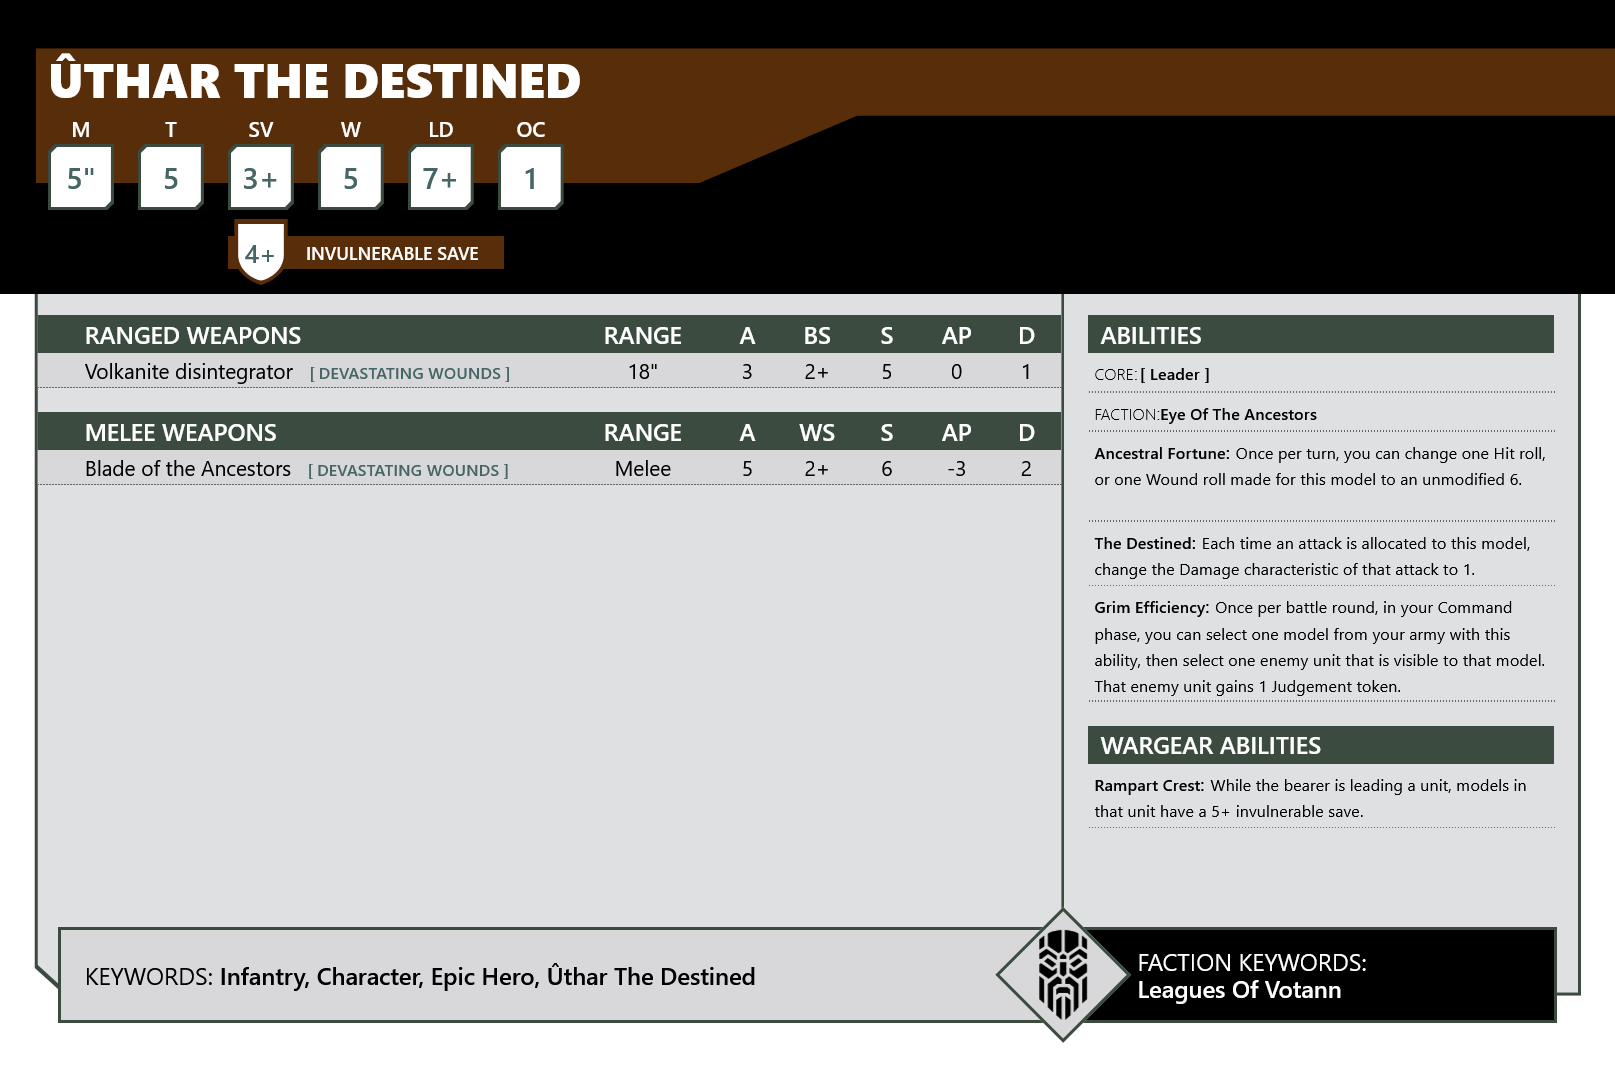 ÛTHAR THE DESTINED
M T SV W LD OC
5" 5 3+ 5 7+ 1
4+ INVULNERABLE SAVE
RANGED WEAPONS RANGE A BS S AP D
Volkanite disintegrator [ DEVASTATING WOUNDS ] 18" 3 2+ 5 0 1
MELEE WEAPONS RANGE A WS S AP D
Blade of the Ancestors [ DEVASTATING WOUNDS ] Melee 5 2+ 6 -3 2
ABILITIES
CORE: [ Leader ]
FACTION:Eye Of The Ancestors
Ancestral Fortune: Once per turn, you can change one Hit roll,
or one Wound roll made for this model to an unmodified 6.
The Destined: Each time an attack is allocated to this model,
change the Damage characteristic of that attack to 1.
Grim Efficiency: Once per battle round, in your Command
phase, you can select one model from your army with this
ability, then select one enemy unit that is visible to that model.
That enemy unit gains 1 Judgement token.
WARGEAR ABILITIES
Rampart Crest: While the bearer is leading a unit, models in
that unit have a 5+ invulnerable save.
KEYWORDS: Infantry, Character, Epic Hero, Ûthar The Destined
FACTION KEYWORDS:
Leagues Of Votann